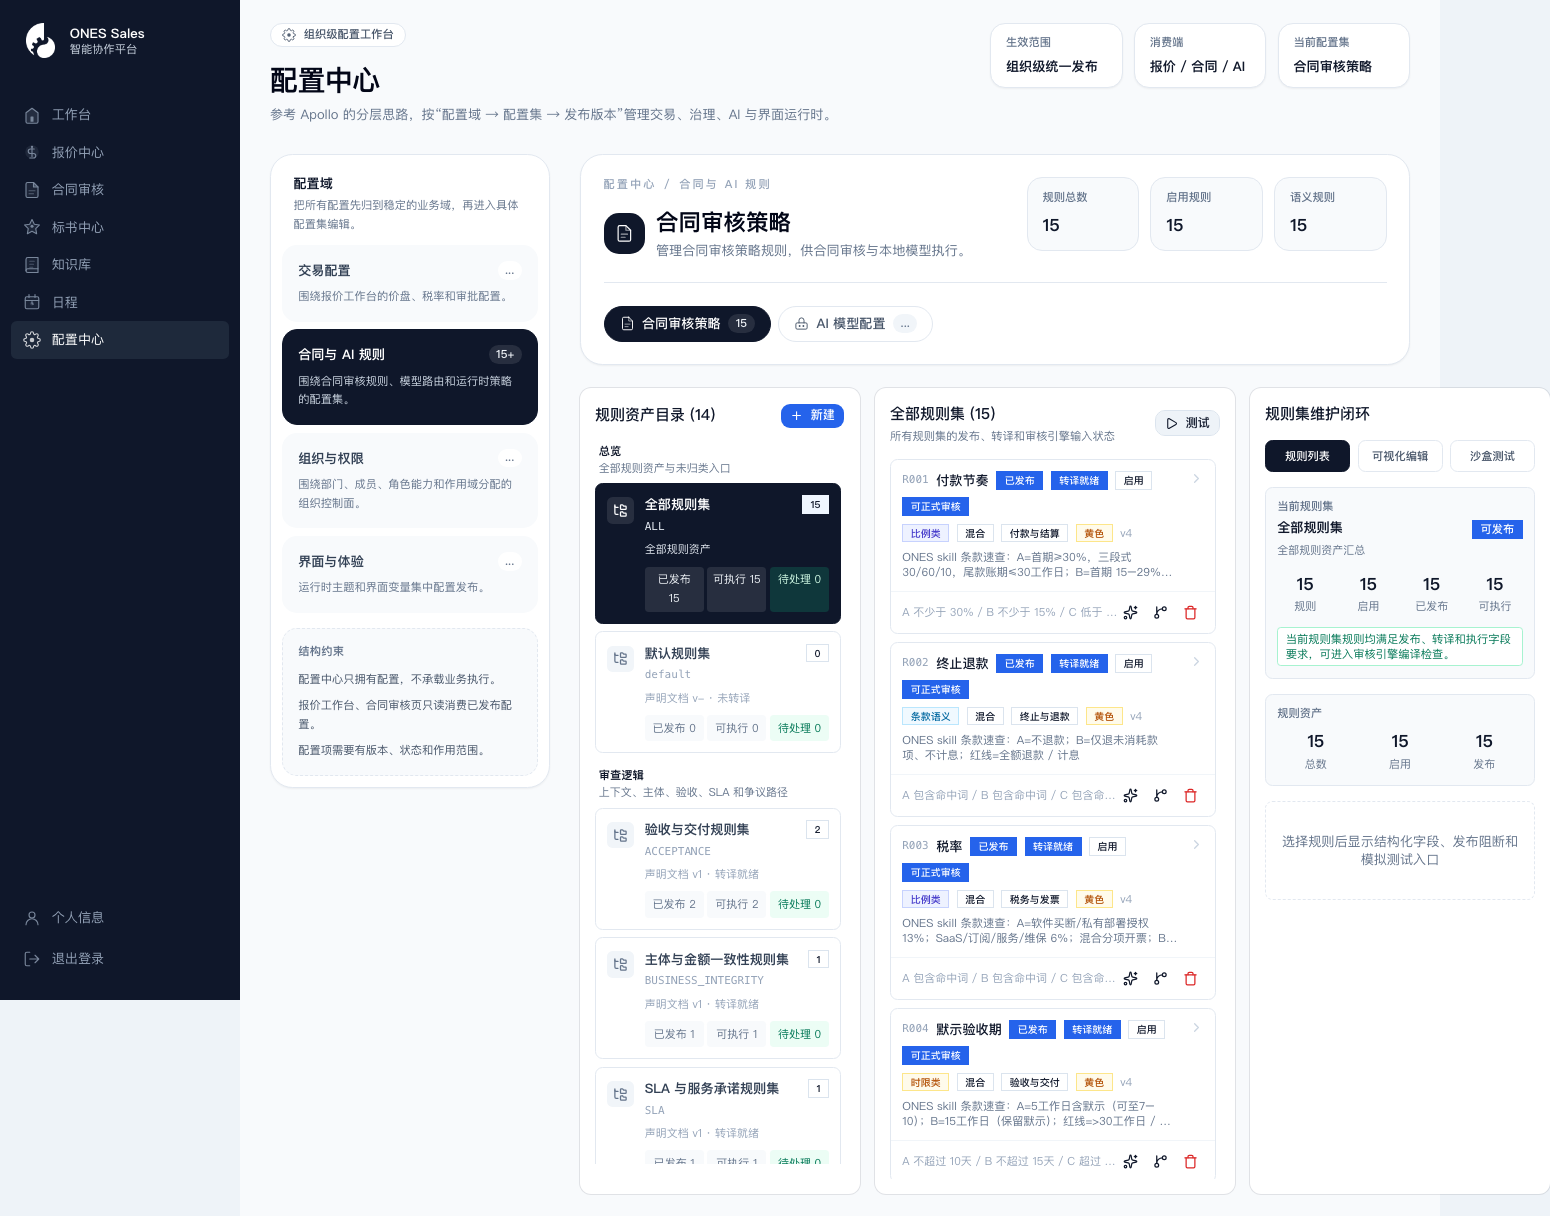 ONES Sales
智能协作平台
工作台
报价中心
合同审核
标书中心
知识库
日程
配置中心
个人信息
退出登录
组织级配置工作台
配置中心
参考 Apollo 的分层思路，按“配置域 → 配置集 → 发布版本”管理交易、治理、AI 与界面运行时。
生效范围
组织级统一发布
消费端
报价 / 合同 / AI
当前配置集
合同审核策略
配置域
把所有配置先归到稳定的业务域，再进入具体
配置集编辑。
交易配置
...
围绕报价工作台的价盘、税率和审批配置。
合同与 AI 规则
15+
围绕合同审核规则、模型路由和运行时策略
的配置集。
组织与权限
...
围绕部门、成员、角色能力和作用域分配的
组织控制面。
界面与体验
...
运行时主题和界面变量集中配置发布。
结构约束
配置中心只拥有配置，不承载业务执行。
报价工作台、合同审核页只读消费已发布配
置。
配置项需要有版本、状态和作用范围。
配置中心 / 合同与 AI 规则
合同审核策略
管理合同审核策略规则，供合同审核与本地模型执行。
规则总数
15
启用规则
15
语义规则
15
合同审核策略 15
AI 模型配置 ...
规则资产目录 (14)
新建
总览
全部规则资产与未归类入口
全部规则集
15
ALL
全部规则资产
已发布
15
可执行 15
待处理 0
默认规则集
0
default
声明文档 v– · 未转译
已发布 0
可执行 0
待处理 0
审查逻辑
上下文、主体、验收、SLA 和争议路径
验收与交付规则集
2
ACCEPTANCE
声明文档 v1 · 转译就绪
已发布 2
可执行 2
待处理 0
主体与金额一致性规则集
1
BUSINESS_INTEGRITY
声明文档 v1 · 转译就绪
已发布 1
可执行 1
待处理 0
SLA 与服务承诺规则集
1
SLA
声明文档 v1 · 转译就绪
已发布 1
可执行 1
待处理 0
全部规则集 (15)
所有规则集的发布、转译和审核引擎输入状态
测试
R001 付款节奏 已发布 转译就绪 启用
可正式审核
比例类 混合 付款与结算 黄色 v4
ONES skill 条款速查：A=首期≥30%，三段式
30/60/10，尾款账期≤30工作日；B=首期 15—29%...
A 不少于 30% / B 不少于 15% / C 低于 ...
R002 终止退款 已发布 转译就绪 启用
可正式审核
条款语义 混合 终止与退款 黄色 v4
ONES skill 条款速查：A=不退款；B=仅退未消耗款
项、不计息；红线=全额退款 / 计息
A 包含命中词 / B 包含命中词 / C 包含命...
R003 税率 已发布 转译就绪 启用
可正式审核
比例类 混合 税务与发票 黄色 v4
ONES skill 条款速查：A=软件买断/私有部署授权
13%；SaaS/订阅/服务/维保 6%；混合分项开票；B...
A 包含命中词 / B 包含命中词 / C 包含命...
R004 默示验收期 已发布 转译就绪 启用
可正式审核
时限类 混合 验收与交付 黄色 v4
ONES skill 条款速查：A=5工作日含默示（可至7—
10）；B=15工作日（保留默示）；红线=>30工作日 / ...
A 不超过 10天 / B 不超过 15天 / C 超过 ...
规则集维护闭环
规则列表
可视化编辑
沙盒测试
当前规则集
全部规则集
可发布
全部规则资产汇总
15 15 15 15
规则 启用 已发布 可执行
当前规则集规则均满足发布、转译和执行字段
要求，可进入审核引擎编译检查。
规则资产
15 15 15
总数 启用 发布
选择规则后显示结构化字段、发布阻断和
模拟测试入口